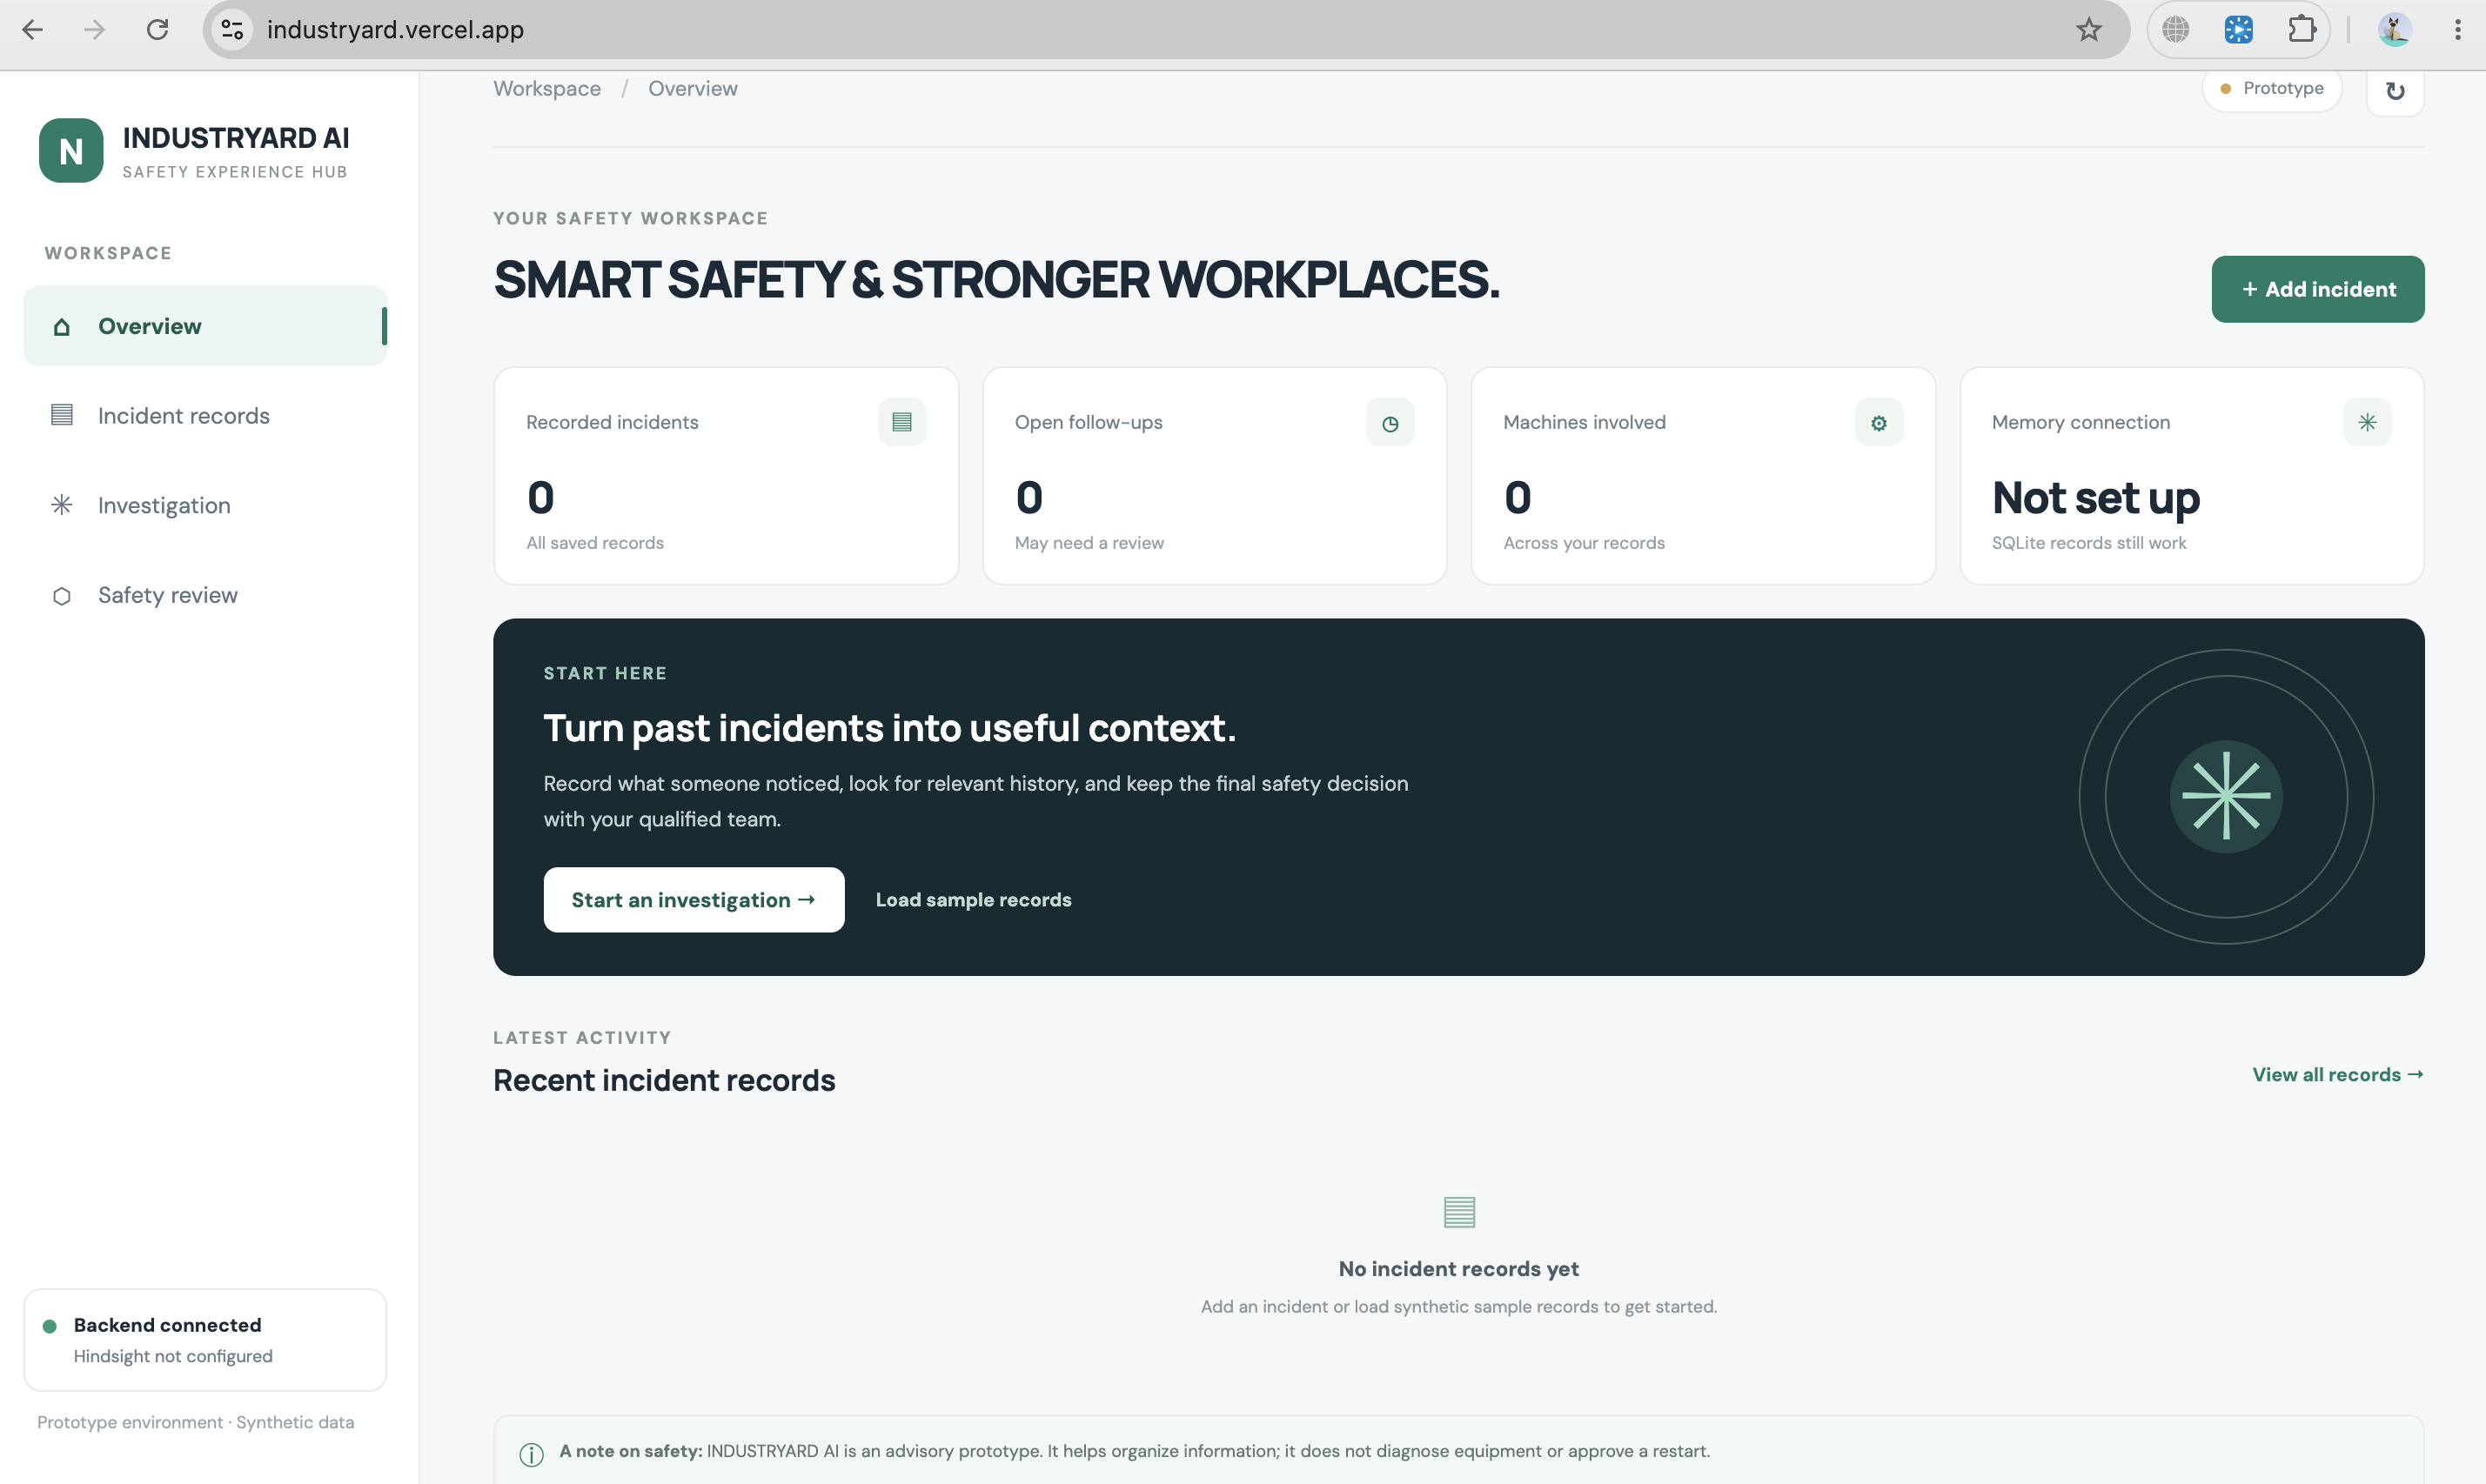 industryard.vercel.app
N
INDUSTRYARD AI
SAFETY EXPERIENCE HUB
WORKSPACE
Overview
Incident records
Investigation
Safety review
Backend connected
Hindsight not configured
Prototype environment · Synthetic data
Workspace / Overview
Prototype
YOUR SAFETY WORKSPACE
SMART SAFETY & STRONGER WORKPLACES.
+ Add incident
Recorded incidents
0
All saved records
Open follow-ups
0
May need a review
Machines involved
0
Across your records
Memory connection
Not set up
SQLite records still work
START HERE
Turn past incidents into useful context.
Record what someone noticed, look for relevant history, and keep the final safety decision
with your qualified team.
Start an investigation →
Load sample records
LATEST ACTIVITY
Recent incident records
View all records →
No incident records yet
Add an incident or load synthetic sample records to get started.
A note on safety: INDUSTRYARD AI is an advisory prototype. It helps organize information; it does not diagnose equipment or approve a restart.